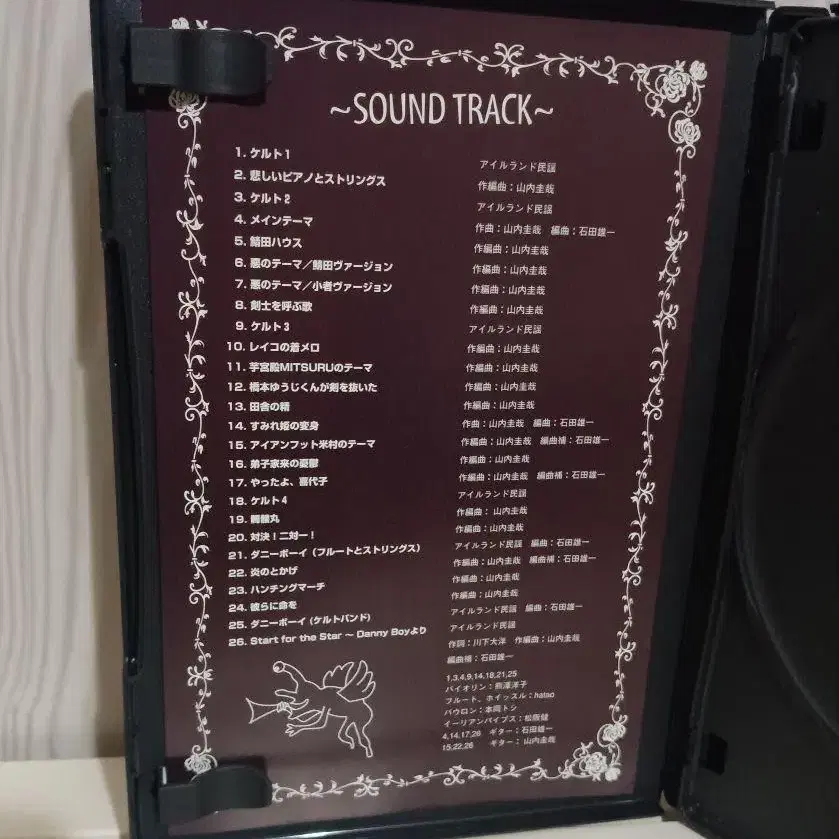 ~SOUND TRACK~
1. ケルト1 アイルランド民謡
2. 悲しいピアノとストリングス 作編曲：山内圭哉
3. ケルト2 アイルランド民謡
4. メインテーマ 作曲：山内圭哉 編曲：石田雄一
5. 鯖田ハウス 作編曲：山内圭哉
6. 悪のテーマ／鯖田ヴァージョン 作編曲：山内圭哉
7. 悪のテーマ／小者ヴァージョン 作編曲：山内圭哉
8. 剣士を呼ぶ歌 作編曲：山内圭哉
9. ケルト3 アイルランド民謡
10. レイコの着メロ 作編曲：山内圭哉
11. 芋宮殿MITSURUのテーマ 作編曲：山内圭哉
12. 橋本ゆうじくんが剣を抜いた 作編曲：山内圭哉
13. 田舎の精 作編曲：山内圭哉
14. すみれ姫の変身 作曲：山内圭哉 編曲：石田雄一
15. アイアンフット米村のテーマ 作編曲：山内圭哉 編曲補：石田雄一
16. 弟子家来の憂鬱 作編曲：山内圭哉
17. やったよ、喜代子 作編曲：山内圭哉 編曲補：石田雄一
18. ケルト4 アイルランド民謡
19. 髑髏丸 作編曲： 山内圭哉
20. 対決！二対一！ 作編曲：山内圭哉
21. ダニーボーイ（フルートとストリングス） アイルランド民謡 編曲：石田雄一
22. 炎のとかげ 作編曲：山内圭哉 編曲補：石田雄一
23. ハンチングマーチ 作編曲：山内圭哉
24. 彼らに命を 作編曲：山内圭哉
25. ダニーボーイ (ケルトバンド) アイルランド民謡 編曲：石田雄一
26. Start for the Star ～ Danny Boyより アイルランド民謡
作詞：川下大洋 作編曲：山内圭哉
編曲補：石田雄一
1,3,4,9,14,18,21,25
バイオリン：熊澤洋子
フルート、ホイッスル：hatao
バウロン：本岡トシ
イーリアンパイプス：松阪健
4,14,17,26 ギター：石田雄一
15,22,26 ギター： 山内圭哉